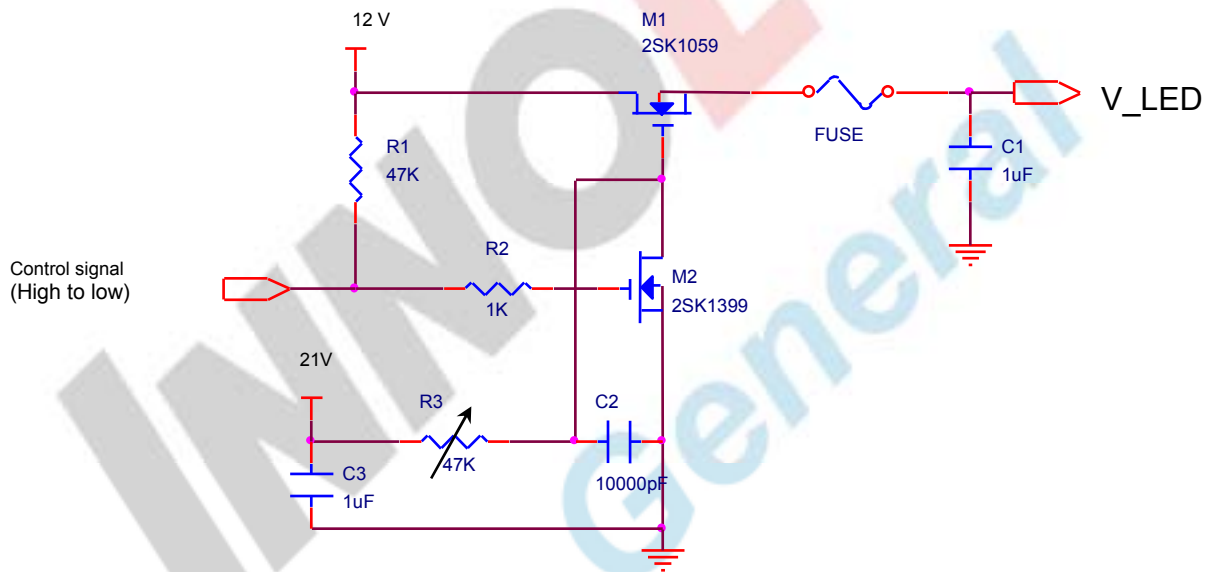 12 V
M1
2SK1059
V_LED
FUSE
R1
47K
C1
1uF
R2
1K
Control signal
(High to low)
M2
2SK1399
21V
R3
47K
C2
10000pF
C3
1uF
General